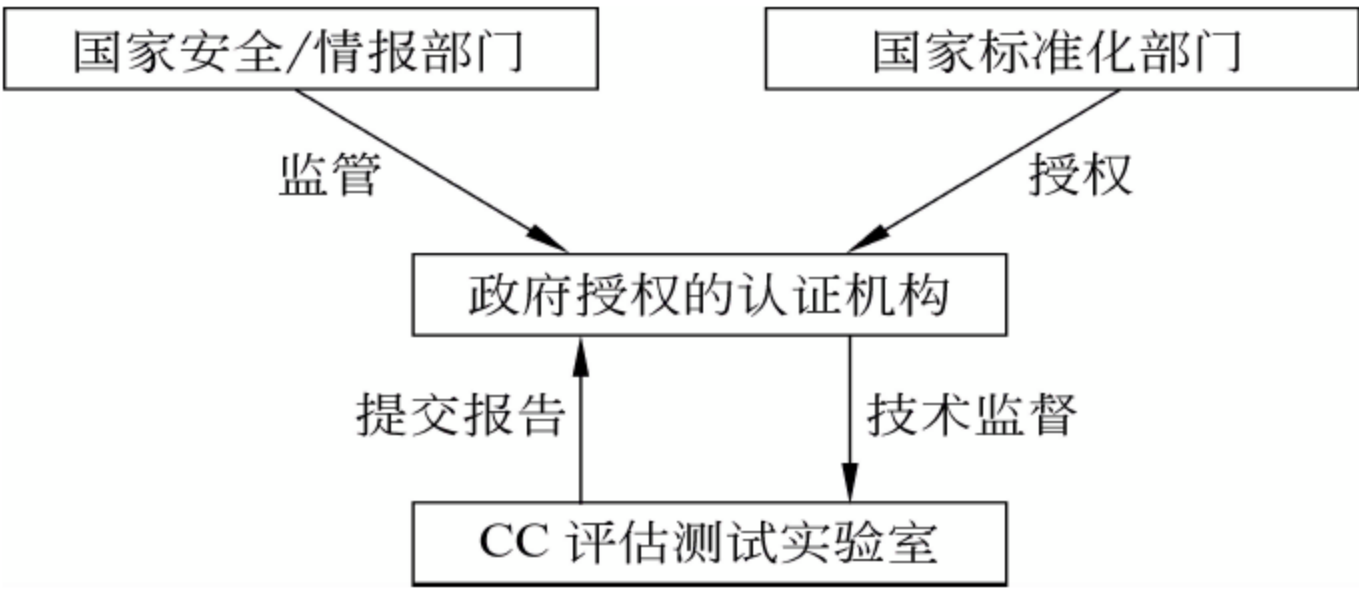 国家安全/情报部门
国家标准化部门
监管
授权
政府授权的认证机构
提交报告
技术监督
CC 评估测试实验室